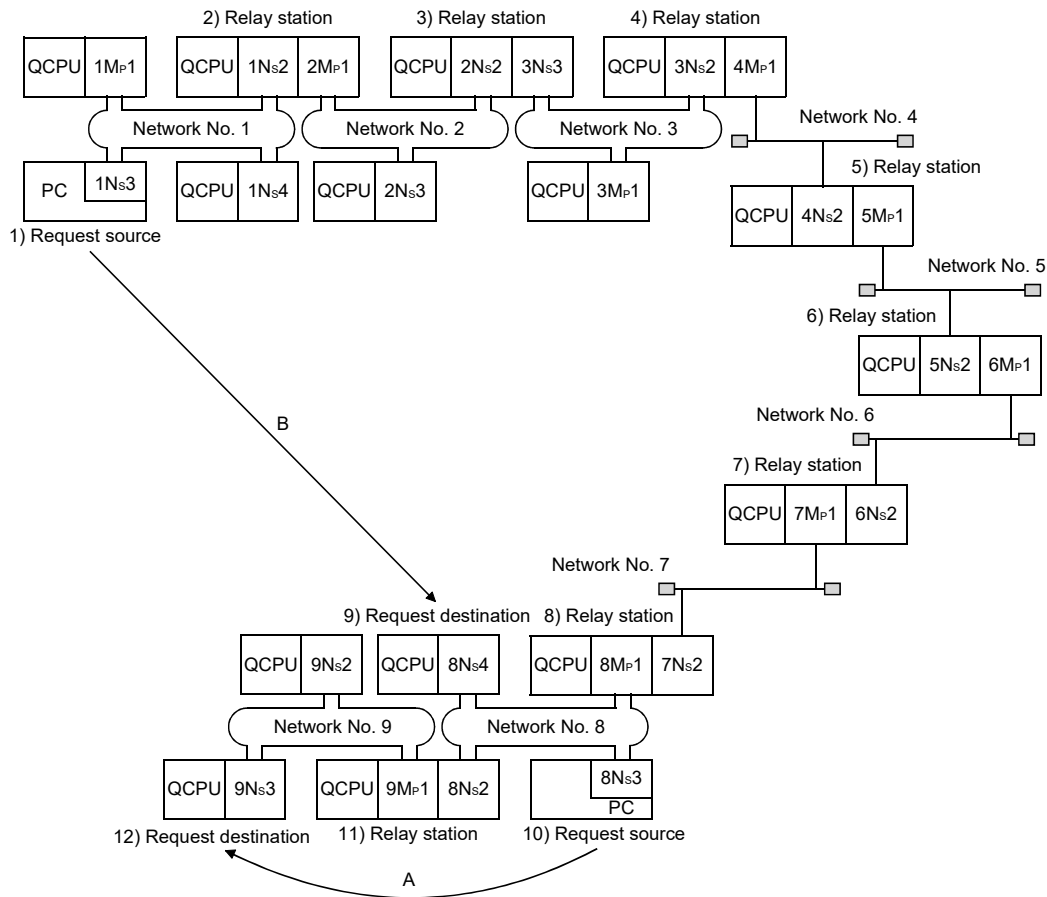 2) Relay station
3) Relay station
4) Relay station
QCPU 1MP1
QCPU 1NS2 2MP1
QCPU 2NS2 3NS3
QCPU 3NS2 4MP1
Network No. 1
Network No. 2
Network No. 3
Network No. 4
PC 1NS3
QCPU 1NS4
QCPU 2NS3
QCPU 3MP1
1) Request source
5) Relay station
QCPU 4NS2 5MP1
Network No. 5
6) Relay station
QCPU 5NS2 6MP1
B
Network No. 6
7) Relay station
QCPU 7MP1 6NS2
Network No. 7
9) Request destination
8) Relay station
QCPU 9NS2
QCPU 8NS4
QCPU 8MP1 7NS2
Network No. 9
Network No. 8
QCPU 9NS3
QCPU 9MP1 8NS2
8NS3
PC
12) Request destination
11) Relay station
10) Request source
A